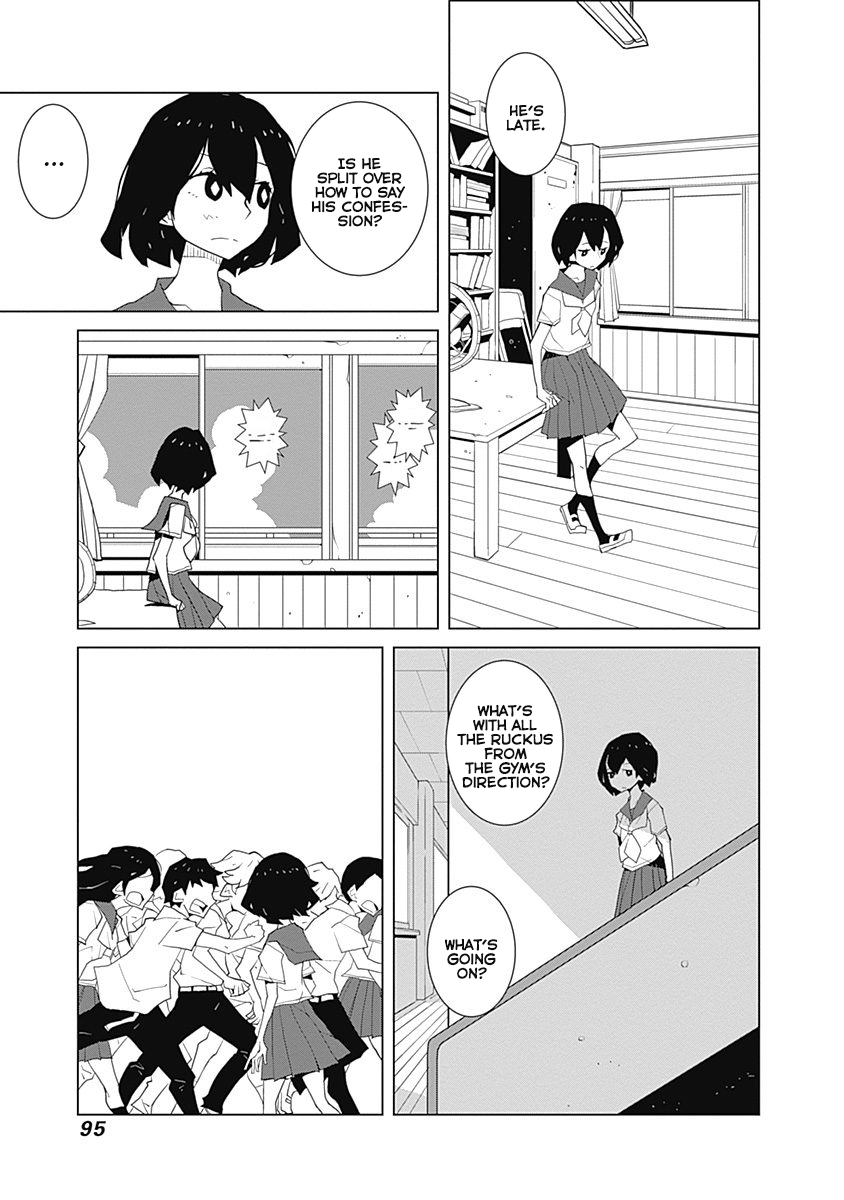 HE'S
LATE.
IS HE
SPLIT OVER
HOW TO SAY
HIS CONFES-
SION?
...
WHAT'S
WITH ALL
THE RUCKUS
FROM
THE GYM'S
DIRECTION?
WHAT'S
GOING
ON?
95